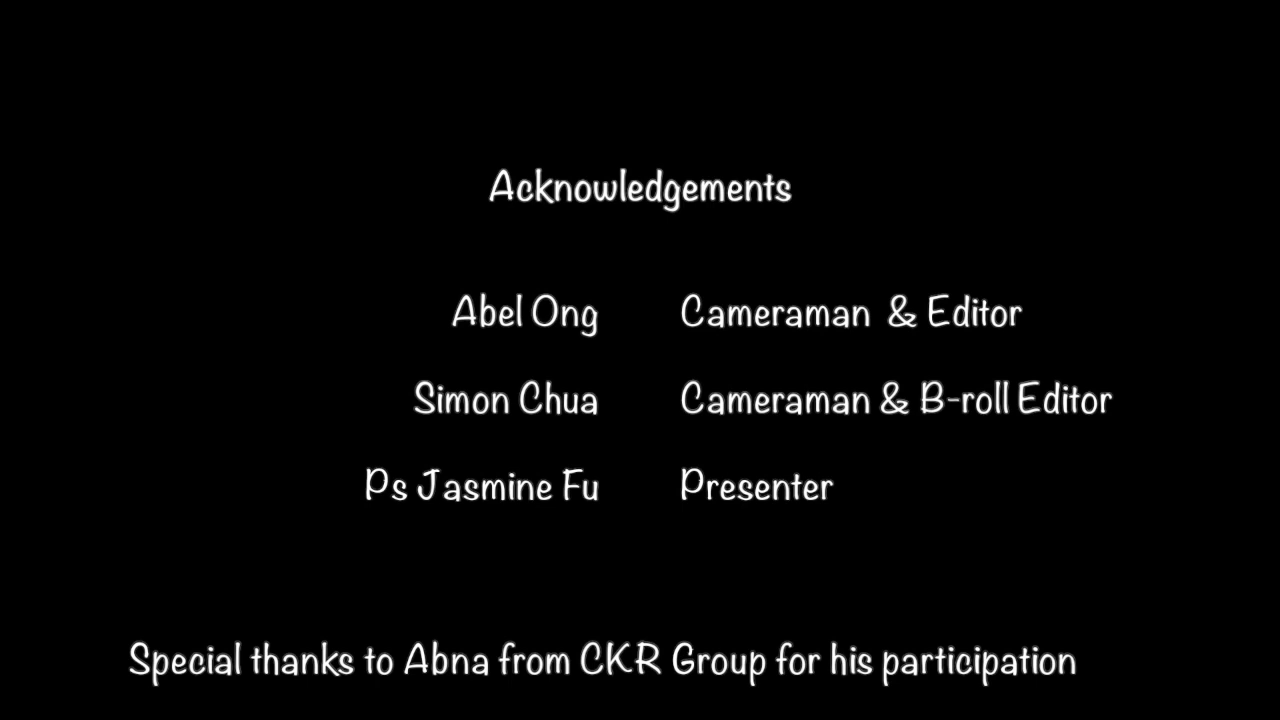 Acknowledgements
Abel Ong Cameraman & Editor
Simon Chua Cameraman & B-roll Editor
Ps Jasmine Fu Presenter
Special thanks to Abna from CKR Group for his participation